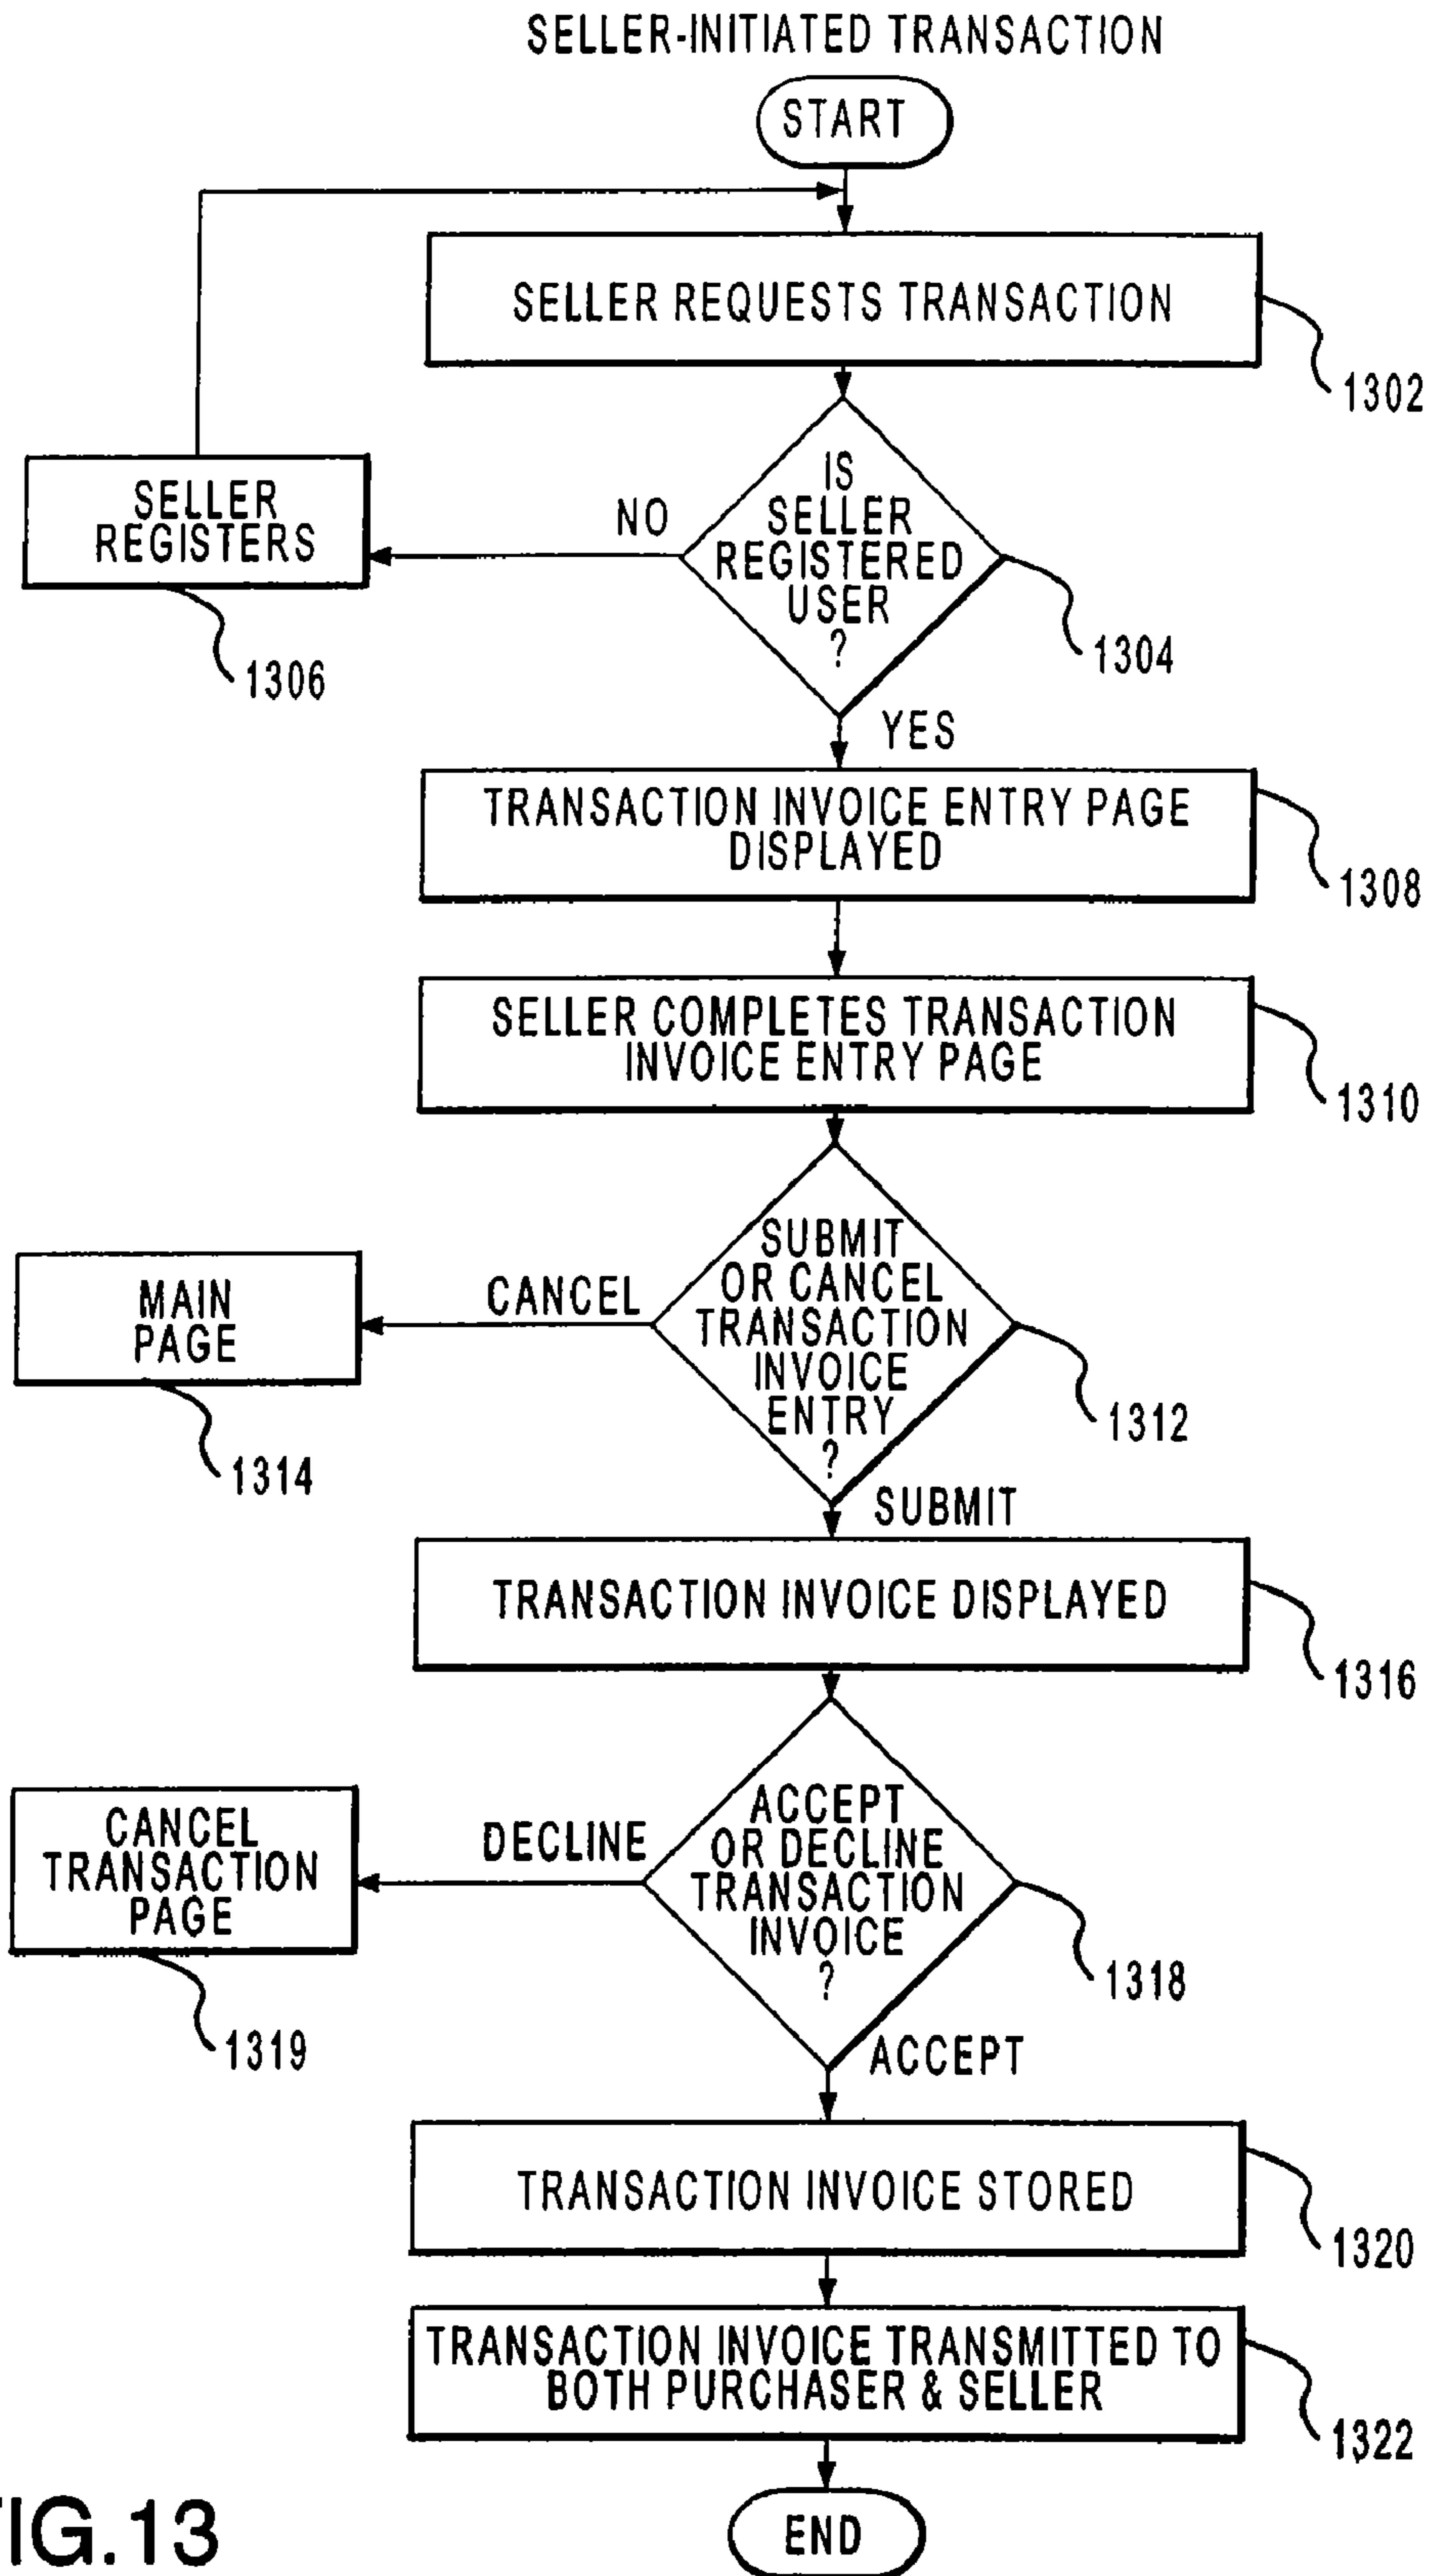 SELLER-INITIATED TRANSACTION
START
SELLER REQUESTS TRANSACTION
1302
IS
SELLER
REGISTERED
USER
?
1304
NO
SELLER
REGISTERS
1306
YES
TRANSACTION INVOICE ENTRY PAGE
DISPLAYED
1308
SELLER COMPLETES TRANSACTION
INVOICE ENTRY PAGE
1310
SUBMIT
OR CANCEL
TRANSACTION
INVOICE
ENTRY
?
1312
CANCEL
MAIN
PAGE
1314
SUBMIT
TRANSACTION INVOICE DISPLAYED
1316
ACCEPT
OR DECLINE
TRANSACTION
INVOICE
?
1318
DECLINE
CANCEL
TRANSACTION
PAGE
1319
ACCEPT
TRANSACTION INVOICE STORED
1320
TRANSACTION INVOICE TRANSMITTED TO
BOTH PURCHASER & SELLER
1322
END
FIG.13